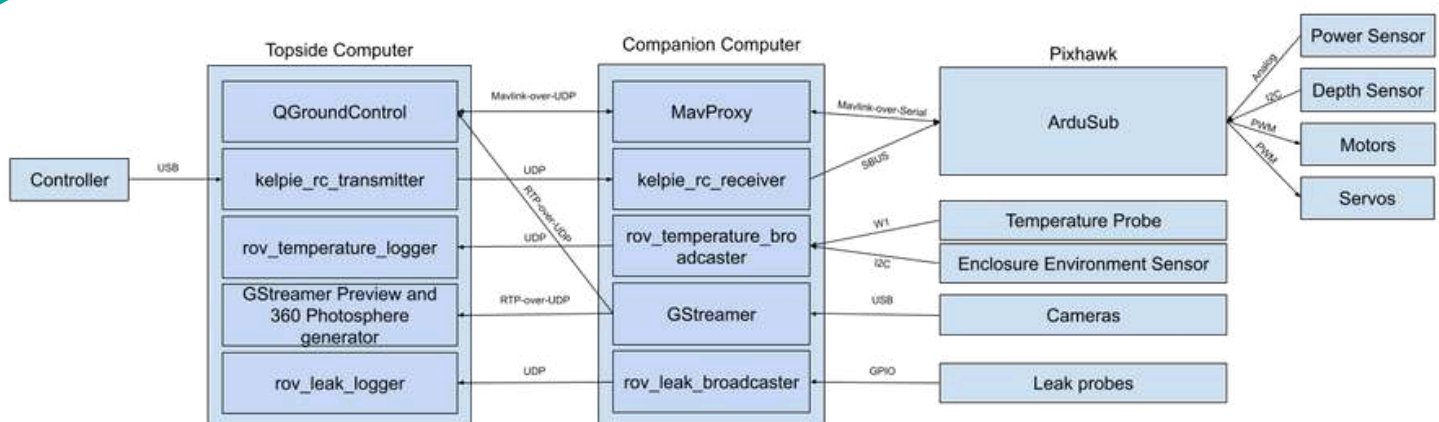 Topside Computer
Companion Computer
Pixhawk
QGroundControl
Mavlink-over-UDP
MavProxy
Mavlink-over-Serial
ArduSub
Analog
Power Sensor
I2C
Depth Sensor
PWM
Motors
PWM
Servos
Controller
USB
kelpie_rc_transmitter
UDP
kelpie_rc_receiver
SBUS
RTP-over-UDP
rov_temperature_logger
UDP
rov_temperature_bro
adcaster
W1
Temperature Probe
I2C
Enclosure Environment Sensor
GStreamer Preview and
360 Photosphere
generator
RTP-over-UDP
GStreamer
USB
Cameras
rov_leak_logger
UDP
rov_leak_broadcaster
GPIO
Leak probes